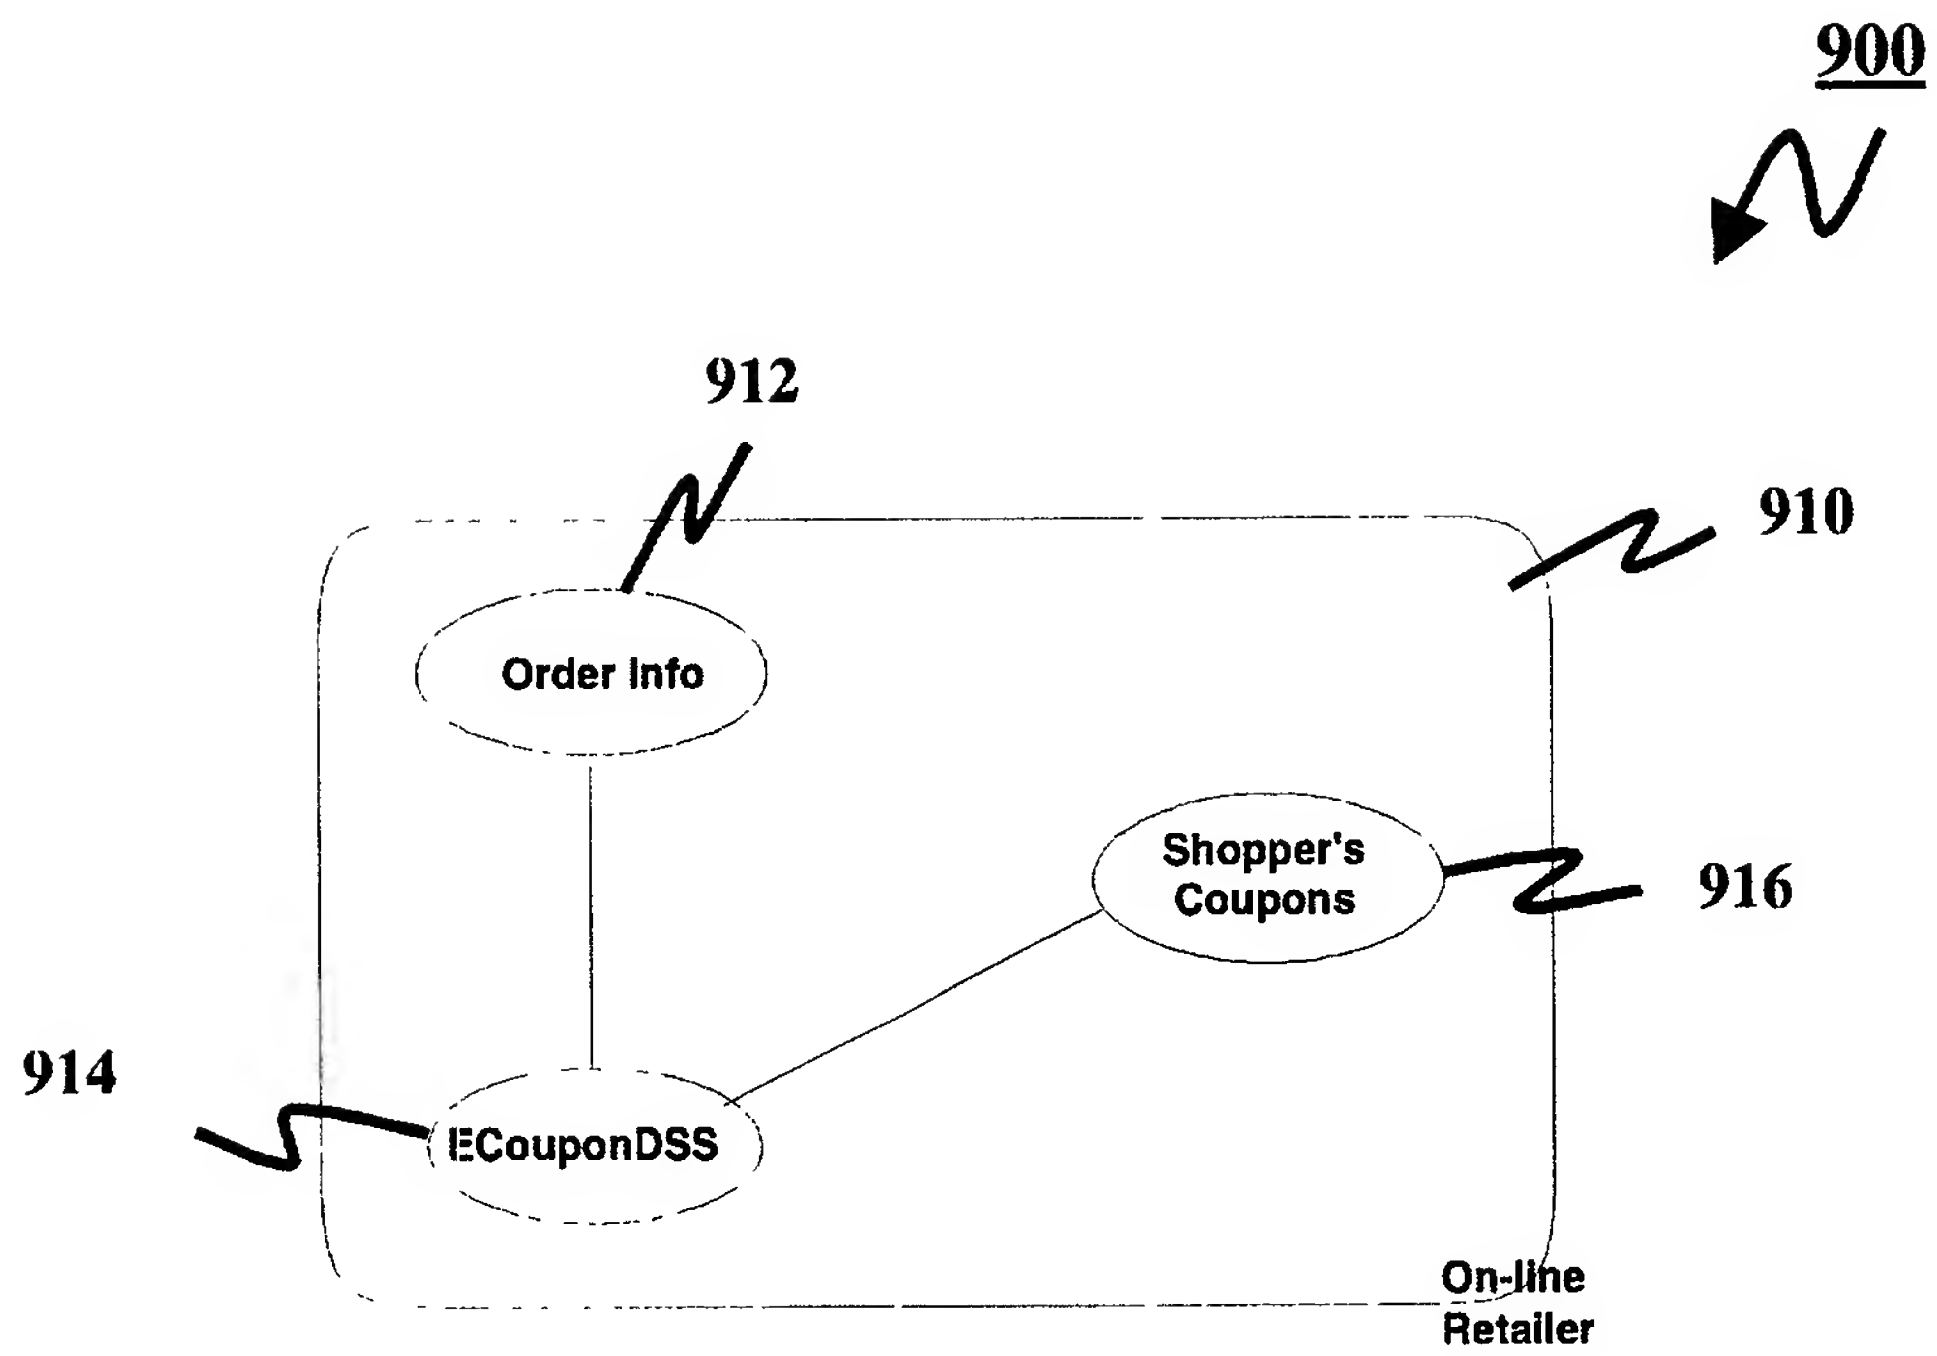 900
912
910
Order Info
Shopper's
Coupons
916
914
ECouponDSS
On-line
Retailer